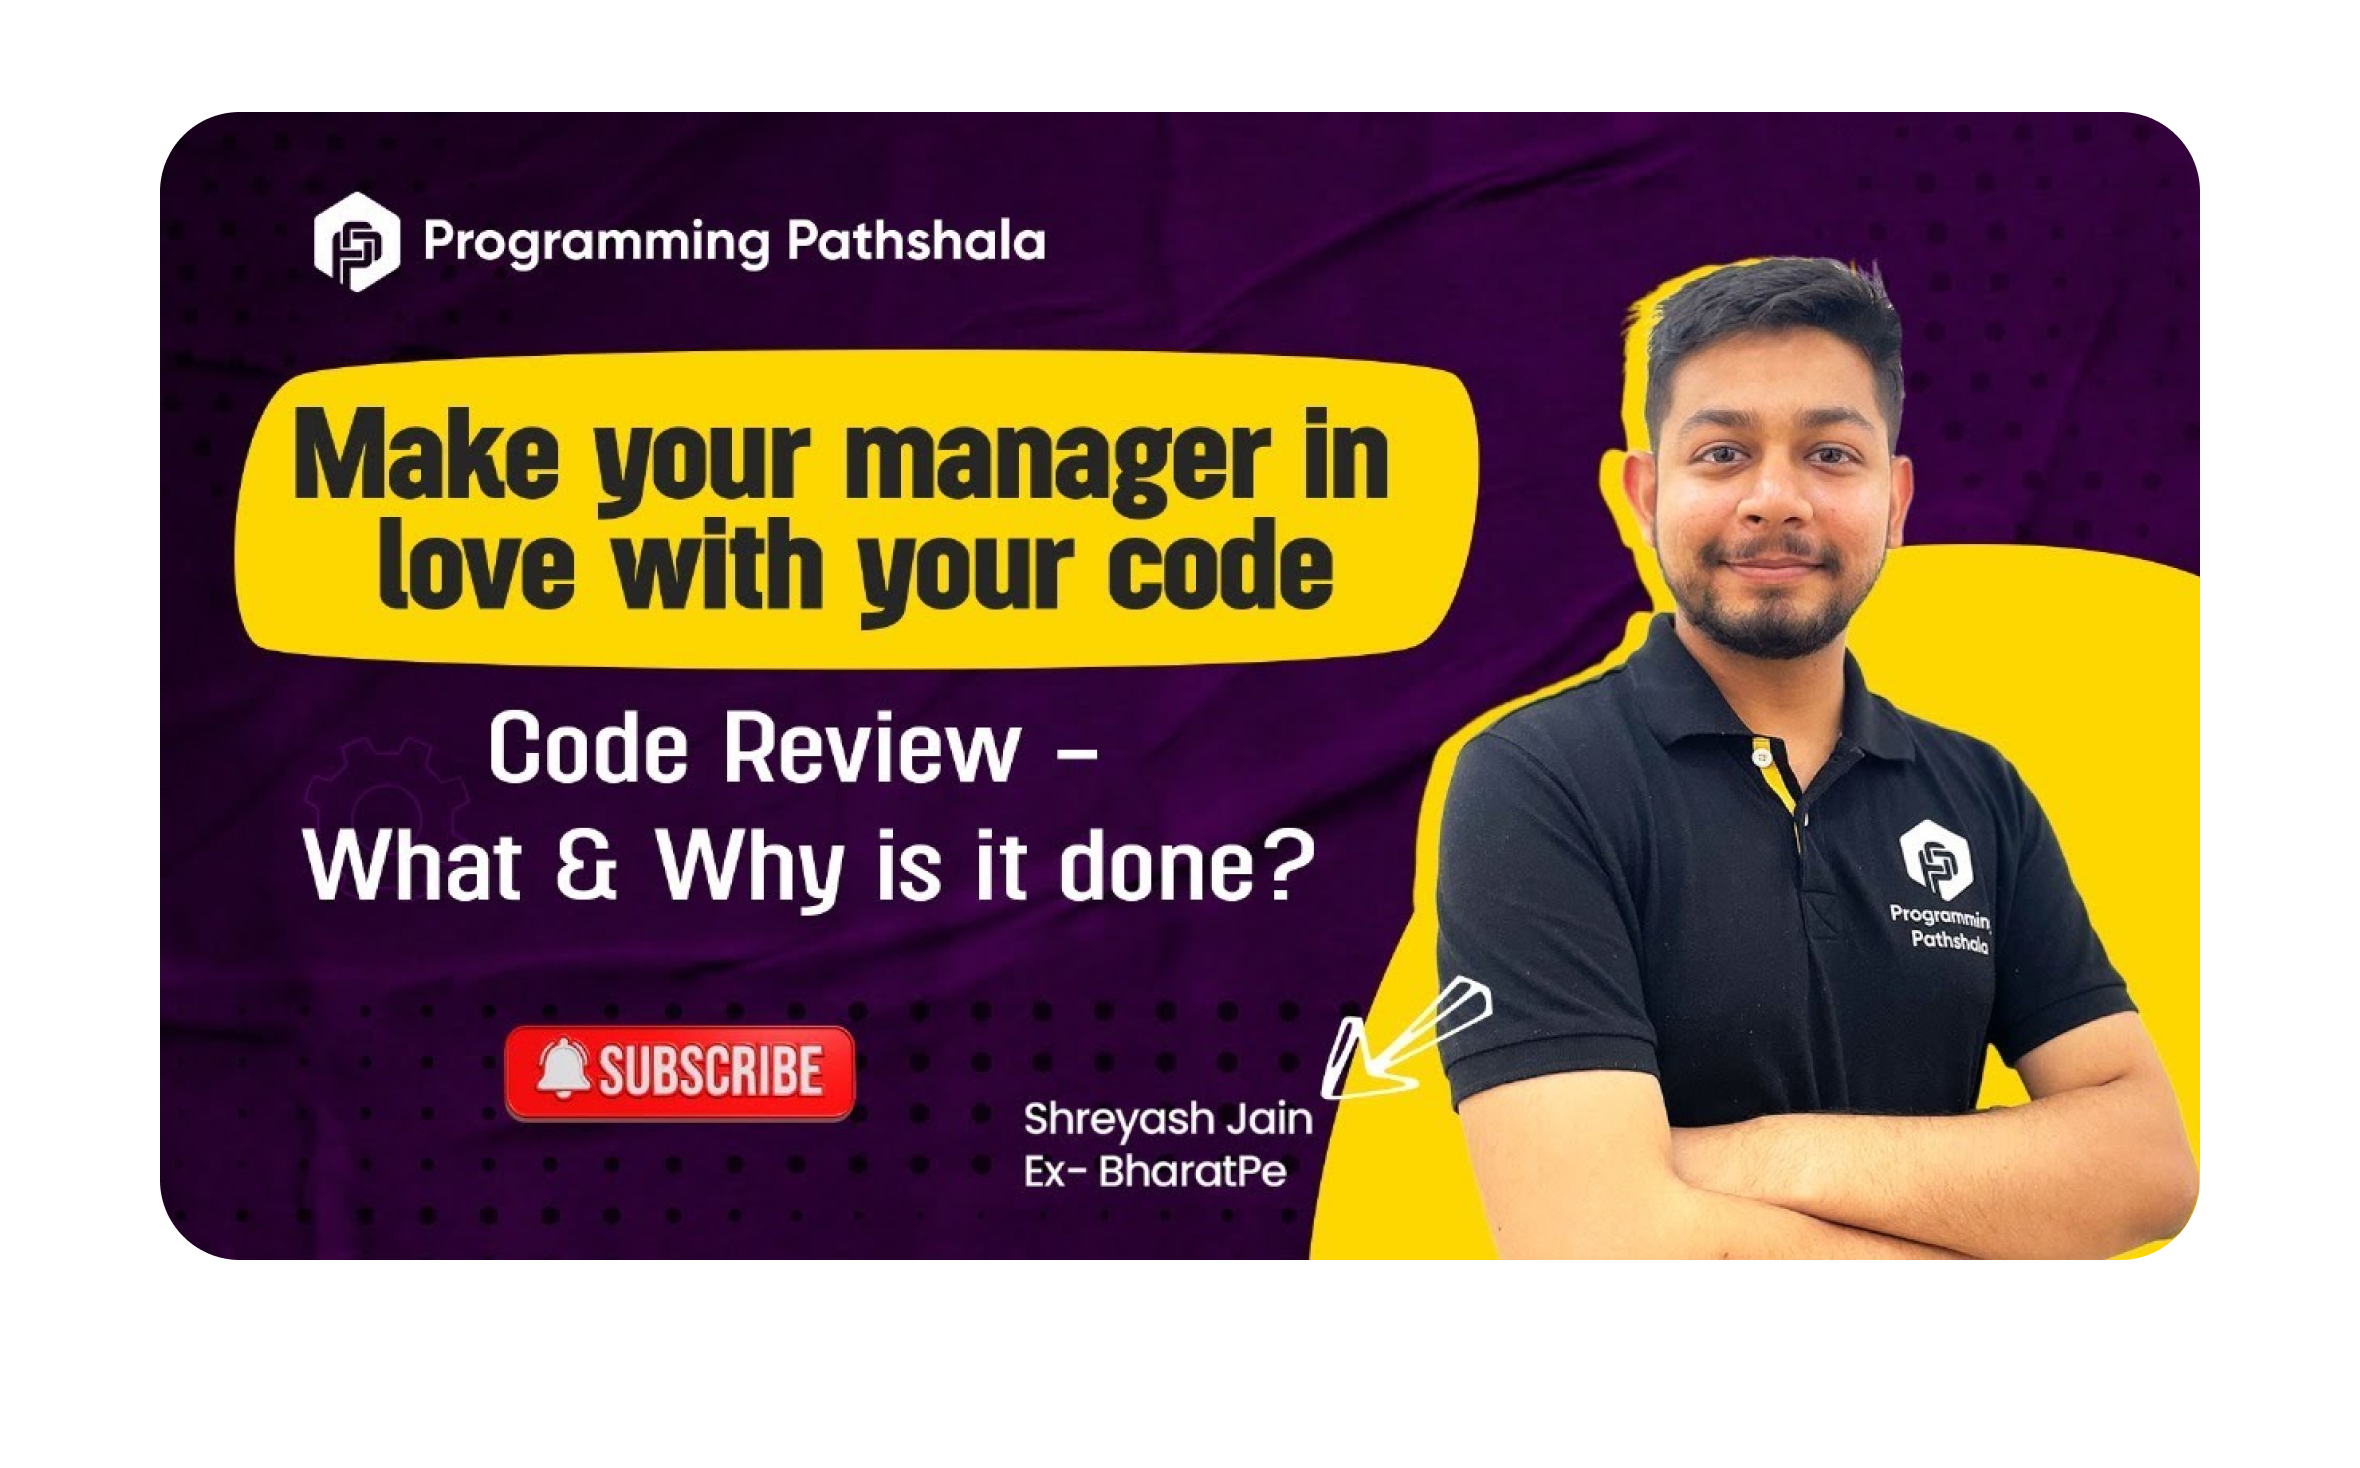 Programming Pathshala
Make your manager in
love with your code
Code Review –
What & Why is it done?
SUBSCRIBE
Shreyash Jain
Ex- BharatPe
Programmin
Pathshala